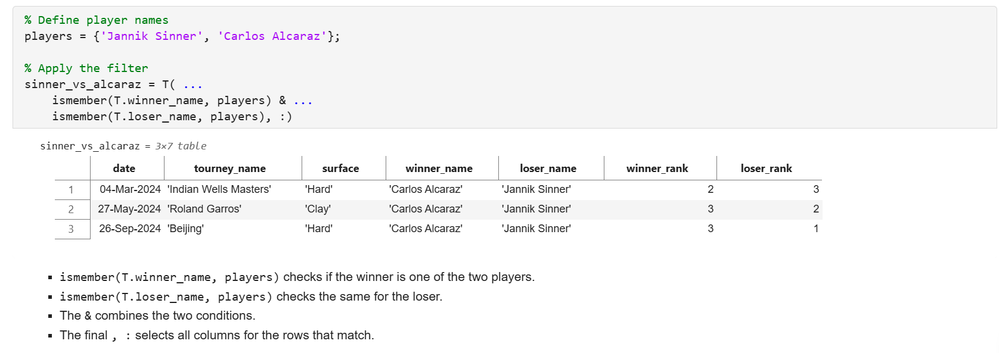 % Define player names
players = {'Jannik Sinner', 'Carlos Alcaraz'};
% Apply the filter
sinner_vs_alcaraz = T( ...
ismember(T.winner_name, players) & ...
ismember(T.loser_name, players), :)
sinner_vs_alcaraz = 3×7 table
date tourney_name surface winner_name loser_name winner_rank loser_rank
1 04-Mar-2024 'Indian Wells Masters' 'Hard' 'Carlos Alcaraz' 'Jannik Sinner' 2 3
2 27-May-2024 'Roland Garros' 'Clay' 'Carlos Alcaraz' 'Jannik Sinner' 3 2
3 26-Sep-2024 'Beijing' 'Hard' 'Carlos Alcaraz' 'Jannik Sinner' 3 1
▪ ismember(T.winner_name, players) checks if the winner is one of the two players.
▪ ismember(T.loser_name, players) checks the same for the loser.
▪ The & combines the two conditions.
▪ The final , : selects all columns for the rows that match.